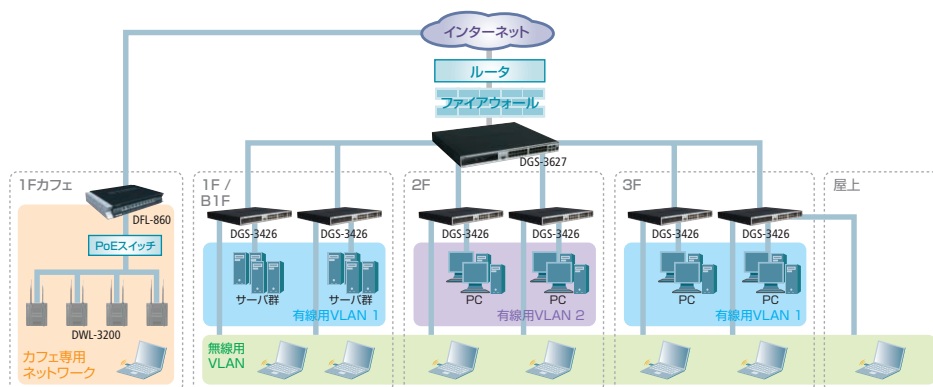 インターネット
ルータ
ファイアウォール
DGS-3627
1Fカフェ
DFL-860
PoEスイッチ
DWL-3200
カフェ専用
ネットワーク
1F /
B1F
DGS-3426
DGS-3426
サーバ群
サーバ群
有線用VLAN 1
2F
DGS-3426
DGS-3426
PC
PC
有線用VLAN 2
3F
DGS-3426
DGS-3426
PC
PC
有線用VLAN 1
屋上
無線用
VLAN